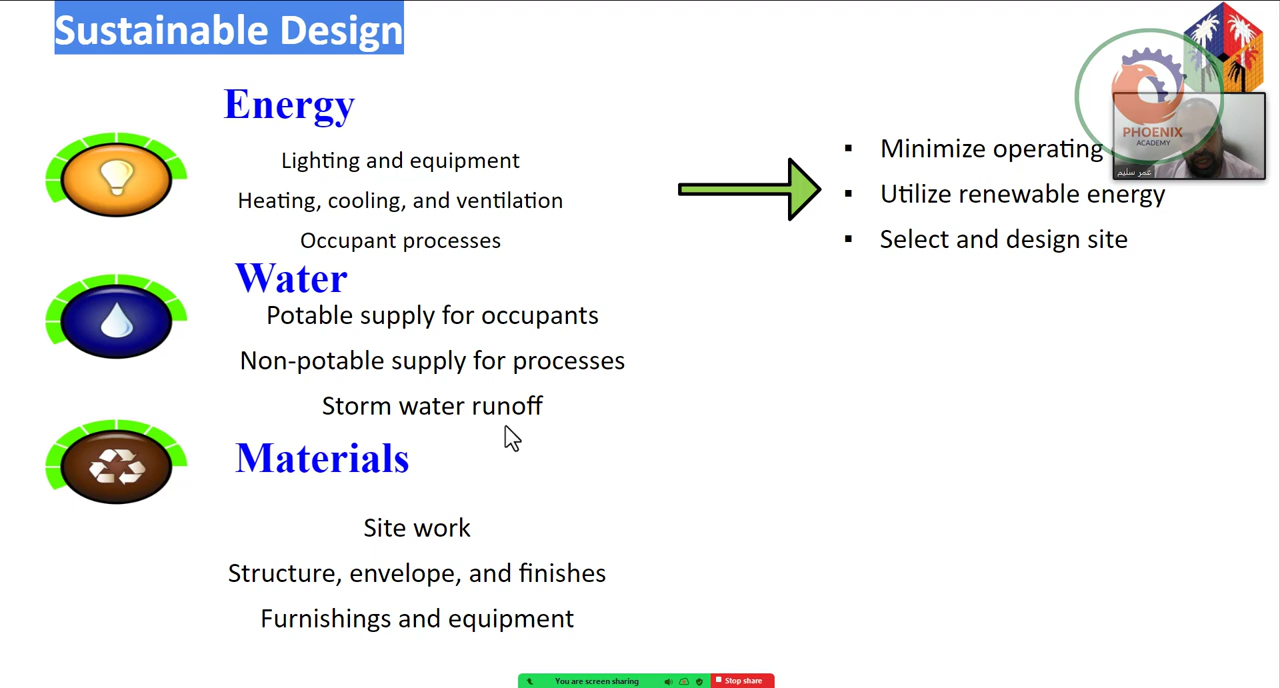 Sustainable Design
Energy
Lighting and equipment
Heating, cooling, and ventilation
Occupant processes
Water
Potable supply for occupants
Non-potable supply for processes
Storm water runoff
Materials
Site work
Structure, envelope, and finishes
Furnishings and equipment
▪ Minimize operating
▪ Utilize renewable energy
▪ Select and design site
PHOENIX
ACADEMY
عمر سليم
You are screen sharing
Stop share